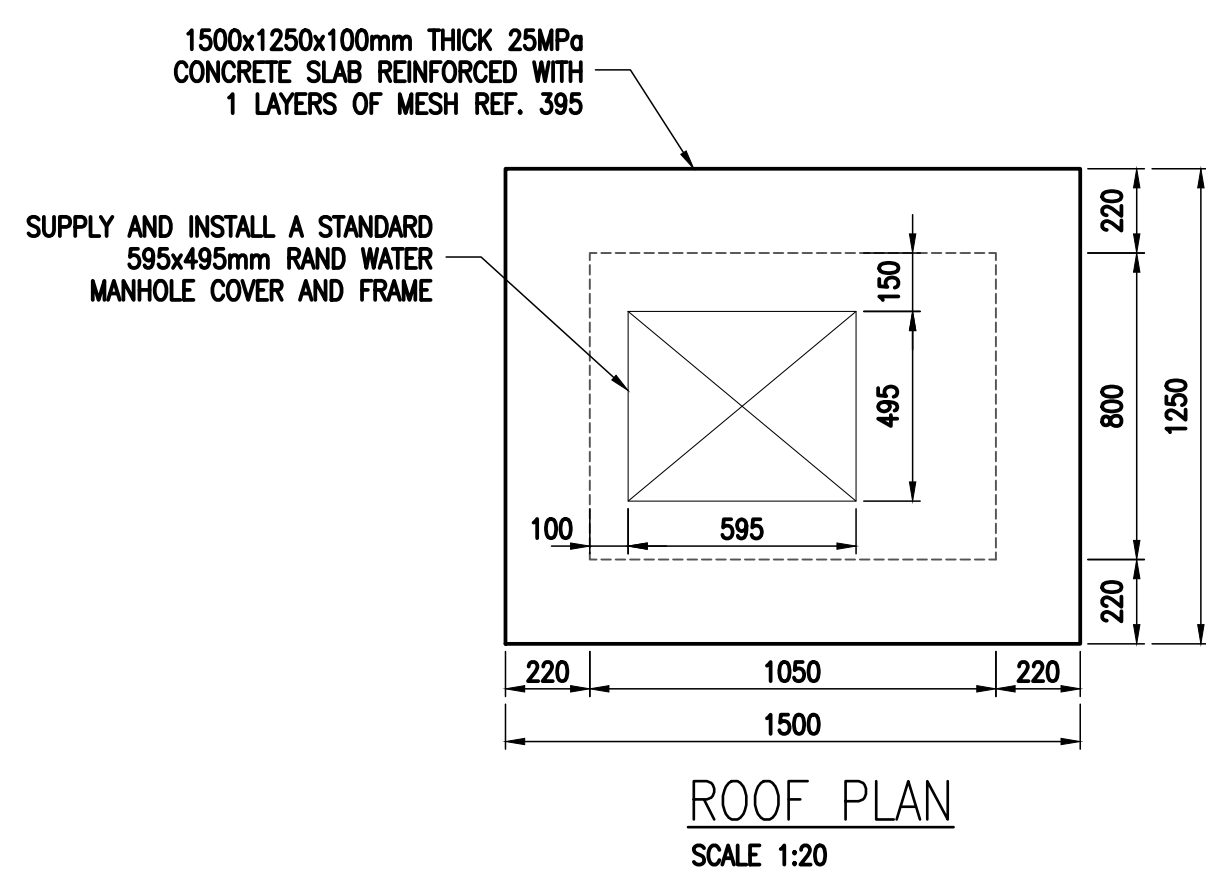 1500x1250x100mm THICK 25MPa
CONCRETE SLAB REINFORCED WITH
1 LAYERS OF MESH REF. 395
SUPPLY AND INSTALL A STANDARD
595x495mm RAND WATER
MANHOLE COVER AND FRAME
220
150
495
800
1250
100
595
220
220
1050
220
1500
ROOF PLAN
SCALE 1:20